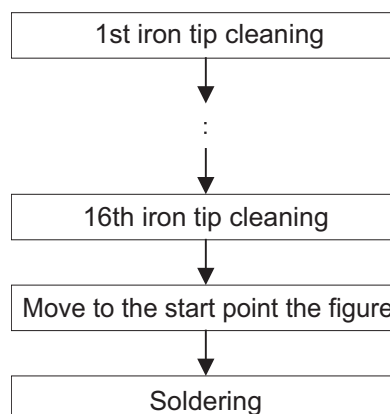 1st iron tip cleaning
:
16th iron tip cleaning
Move to the start point the figure
Soldering